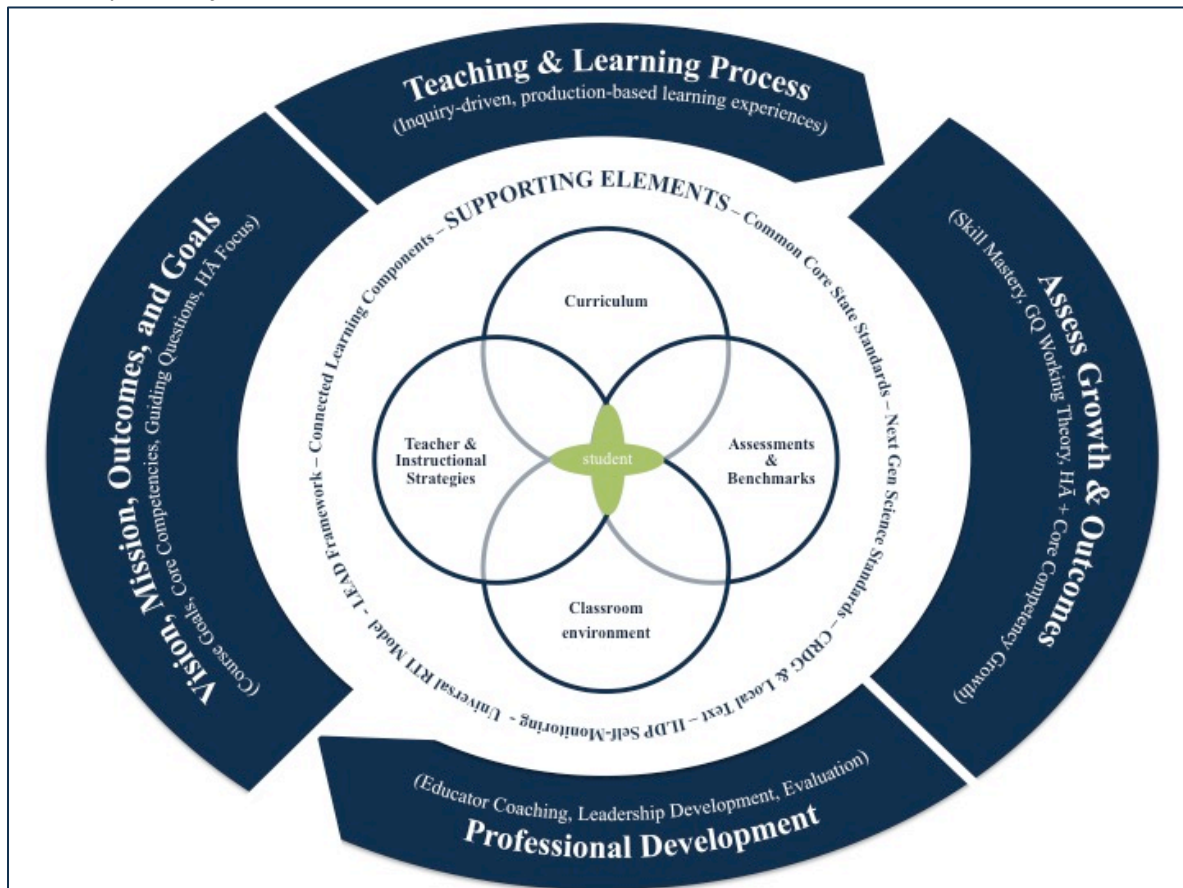 Teaching & Learning Process
(Inquiry-driven, production-based learning experiences)
Assess Growth & Outcomes
(Skill Mastery, GQ Working Theory, HĀ + Core Competency Growth)
(Educator Coaching, Leadership Development, Evaluation)
Professional Development
Vision, Mission, Outcomes, and Goals
(Course Goals, Core Competencies, Guiding Questions, HĀ Focus)
SUPPORTING ELEMENTS – Common Core State Standards – Next Gen Science Standards – CRDG & Local Text – ILDP Self-Monitoring - Universal RTI Model - LEAD Framework – Connected Learning Components –
Curriculum
Teacher &
Instructional
Strategies
student
Assessments
&
Benchmarks
Classroom
environment